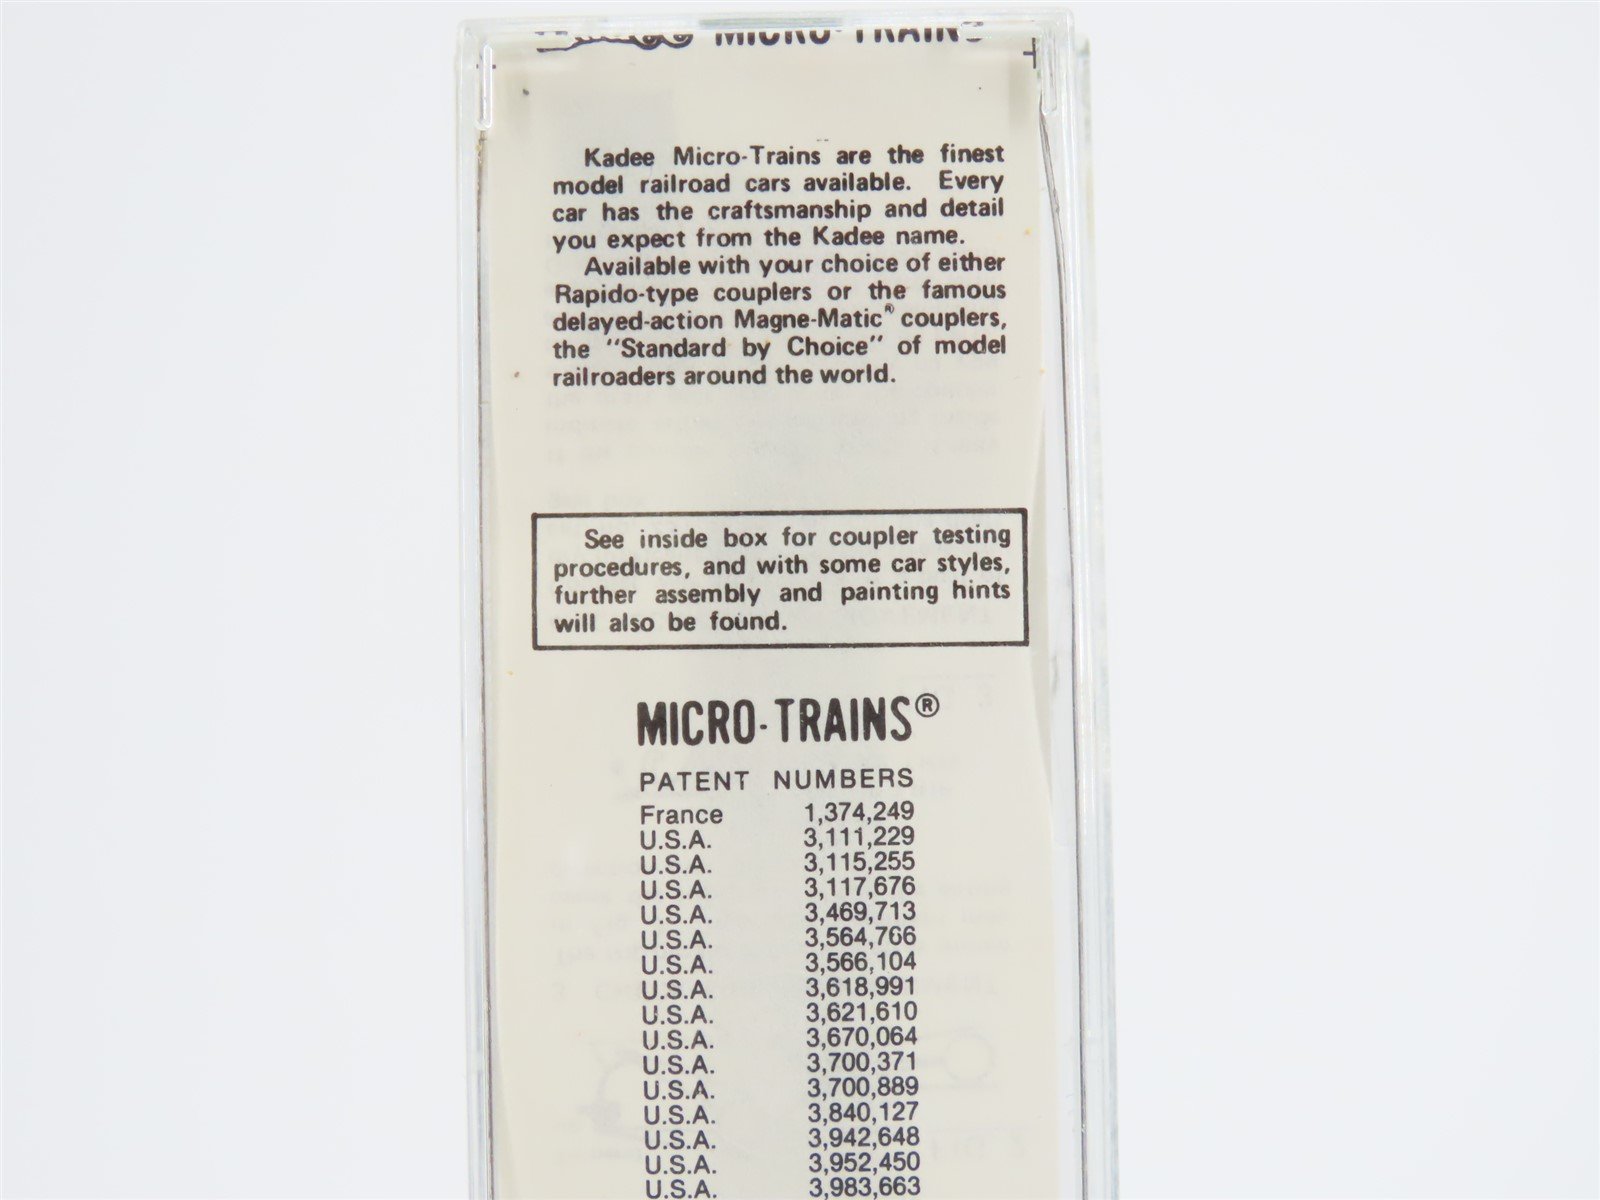 MICRO-TRAINS
Kadee Micro-Trains are the finest
model railroad cars available. Every
car has the craftsmanship and detail
you expect from the Kadee name.
Available with your choice of either
Rapido-type couplers or the famous
delayed-action Magne-Matic® couplers,
the "Standard by Choice" of model
railroaders around the world.
See inside box for coupler testing
procedures, and with some car styles,
further assembly and painting hints
will also be found.
MICRO-TRAINS®
PATENT NUMBERS
France 1,374,249
U.S.A. 3,111,229
U.S.A. 3,115,255
U.S.A. 3,117,676
U.S.A. 3,469,713
U.S.A. 3,564,766
U.S.A. 3,566,104
U.S.A. 3,618,991
U.S.A. 3,621,610
U.S.A. 3,670,064
U.S.A. 3,700,371
U.S.A. 3,700,889
U.S.A. 3,840,127
U.S.A. 3,942,648
U.S.A. 3,952,450
U.S.A. 3,983,663